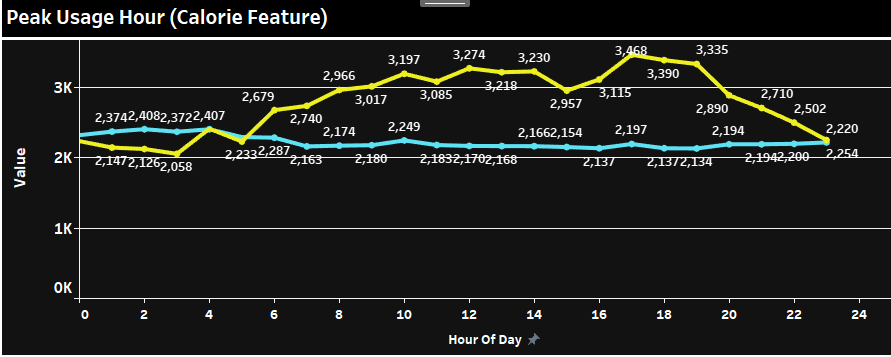 Peak Usage Hour (Calorie Feature)
3,468
3,335
3,274
3,230
3,197
3,390
2,966
3,218
3,017
3,085
3,115
3K
2,957
2,679
2,740
2,890
2,710
2,502
2,374 2,408 2,372 2,407
2,249
2,174
2,166 2,154
2,197
2,194
2,220
2K
2,147 2,126 2,058
2,233 2,287 2,163
2,180
2,183 2,170 2,168
2,137
2,137 2,134
2,194 2,200 2,254
Value
1K
0K
0 2 4 6 8 10 12 14 16 18 20 22 24
Hour Of Day